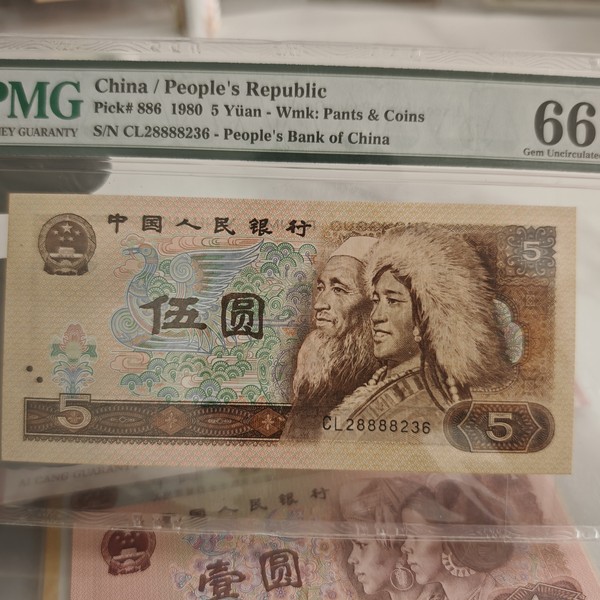 PMG
EY GUARANTY
China / People's Republic
Pick# 886 1980 5 Yüan - Wmk: Pants & Coins
S/N CL28888236 - People's Bank of China
66
Gem Uncirculated
中国人民银行
5
伍圆
CL28888236
5
5
中国人民银行
壹圆